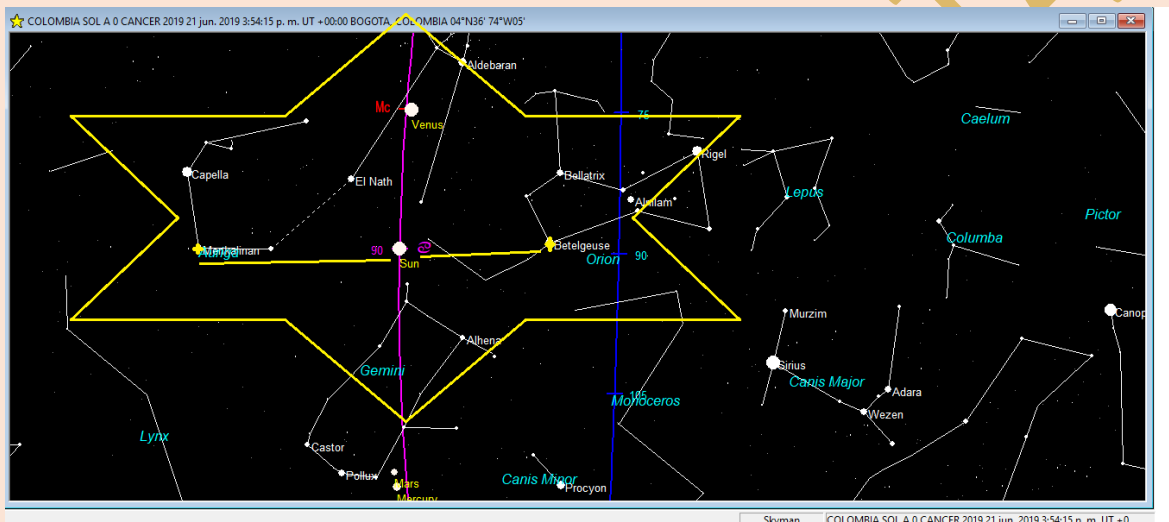 COLOMBIA SOL A 0 CANCER 2019 21 jun. 2019 3:54:15 p. m. UT +00:00 BOGOTA, COLOMBIA 04°N36' 74°W05'
Aldebaran
Mc
Venus
75
Caelum
Rigel
Capella
El Nath
Bellatrix
Alnilam
Lepus
Pictor
Menkalinan
Auriga
90
♋
Sun
Betelgeuse
Orion
90
Columba
Murzim
Canop
Alhena
Gemini
Sirius
Canis Major
Adara
105
Monoceros
Wezen
Lynx
Castor
Pollux
Mars
Mercury
Canis Minor
Procyon
Skyman
COLOMBIA SOL A 0 CANCER 2019 21 jun. 2019 3:54:15 p. m. UT +0